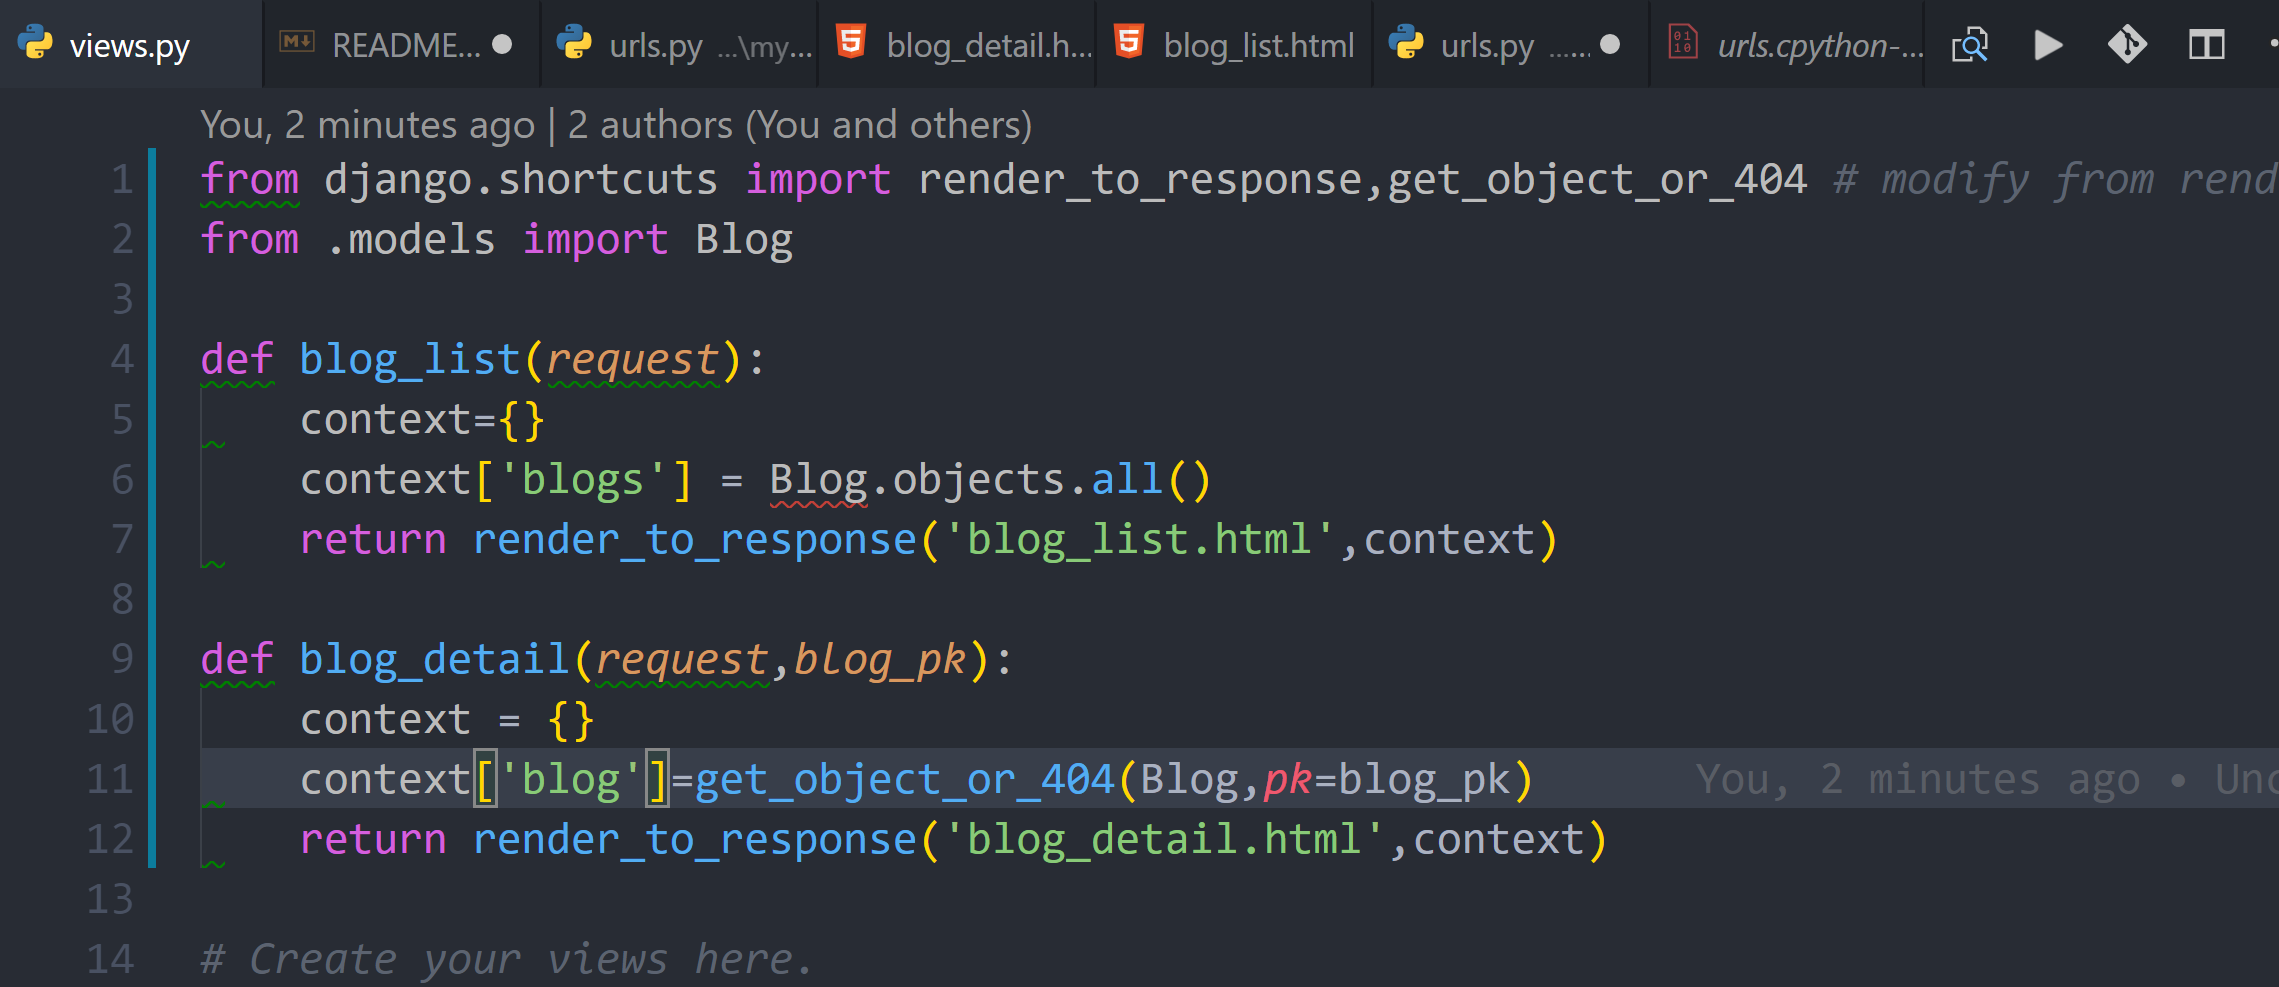 views.py README... urls.py ...\my... blog_detail.h... blog_list.html urls.py ...... urls.cpython-...
You, 2 minutes ago | 2 authors (You and others)
1 from django.shortcuts import render_to_response,get_object_or_404 # modify from rend
2 from .models import Blog
3
4 def blog_list(request):
5     context={}
6     context['blogs'] = Blog.objects.all()
7     return render_to_response('blog_list.html',context)
8
9 def blog_detail(request,blog_pk):
10     context = {}
11     context['blog']=get_object_or_404(Blog,pk=blog_pk) You, 2 minutes ago • Unc
12     return render_to_response('blog_detail.html',context)
13
14 # Create your views here.